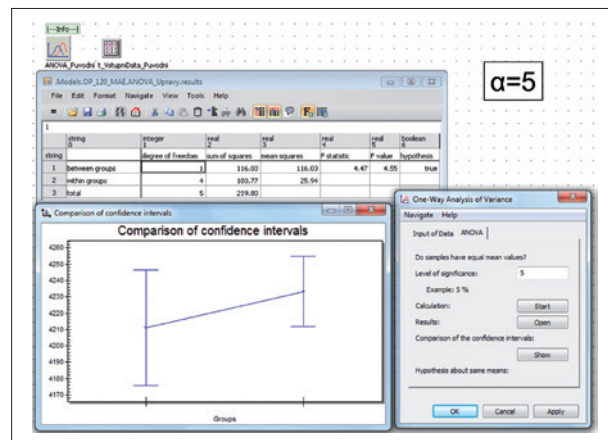 |---Info---|
ANOVA_Puvodni t_VstupniData_Puvodni
α=5
.Models.OP_120_MAE.ANOVA_Upravy.results
File Edit Format Navigate View Tools Help
1
string integer real real real real boolean
0 1 2 3 4 5 6
string degree of freedom sum of squares mean squares F statistic F value hypothesis
1 between groups 1 116.03 116.03 4.47 4.55 true
2 within groups 4 103.77 25.94
3 total 5 219.80
Comparison of confidence intervals
Comparison of confidence intervals
4260
4250
4240
4230
4220
4210
4200
4190
4180
4170
Groups
One-Way Analysis of Variance
Navigate Help
Input of Data ANOVA
Do samples have equal mean values?
Level of significance: 5
Example: 5 %
Calculation: Start
Results: Open
Comparison of the confidence intervals:
Show
Hypothesis about same means:
OK Cancel Apply